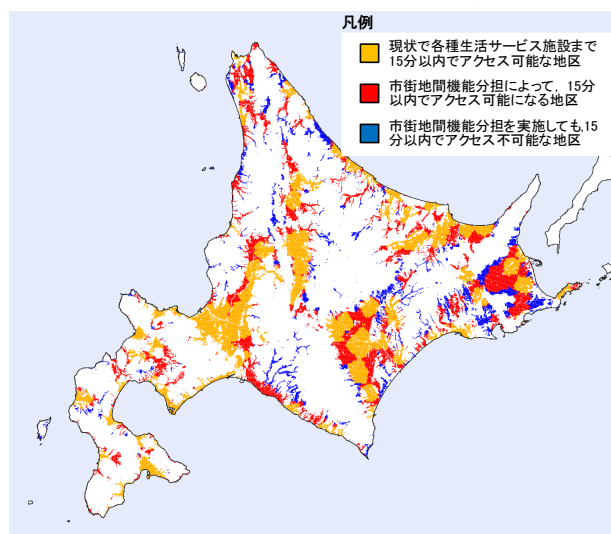 凡例
現状で各種生活サービス施設まで
15分以内でアクセス可能な地区
市街地間機能分担によって，15分
以内でアクセス可能になる地区
市街地間機能分担を実施しても,15
分以内でアクセス不可能な地区